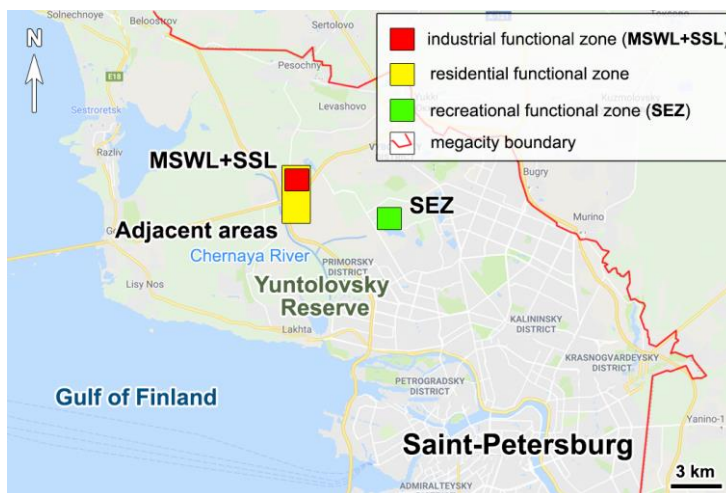 Solnechnoye
Beloostrov
Sertolovo
Pesochny
E18
Levashovo
Sestroretsk
Razliv
MSWL+SSL
SEZ
Adjacent areas
Chernaya River
Yuntolovsky
Reserve
PRIMORSKY
DISTRICT
Lisy Nos
Lakhta
Bugry
Murino
KALININSKY
DISTRICT
KRASNOGVARDEYSKY
DISTRICT
PETROGRADSKY
DISTRICT
Yanino-1
Gulf of Finland
Saint-Petersburg
ADMIRALTEYSKY
3 km
N
industrial functional zone (MSWL+SSL)
residential functional zone
recreational functional zone (SEZ)
megacity boundary